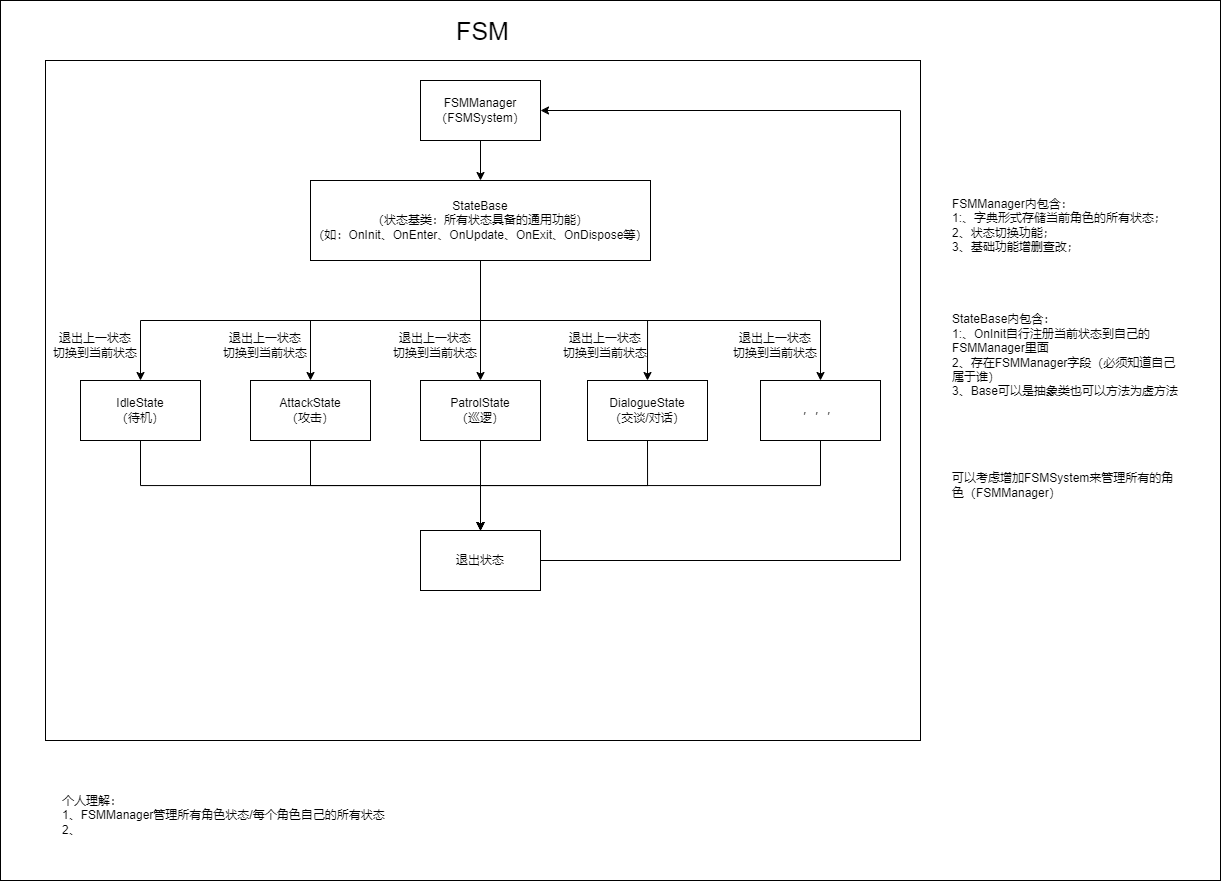 FSM
FSMManager
（FSMSystem）
StateBase
（状态基类：所有状态具备的通用功能）
（如：OnInit、OnEnter、OnUpdate、OnExit、OnDispose等）
退出上一状态
切换到当前状态
退出上一状态
切换到当前状态
退出上一状态
切换到当前状态
退出上一状态
切换到当前状态
退出上一状态
切换到当前状态
IdleState
（待机）
AttackState
（攻击）
PatrolState
（巡逻）
DialogueState
（交谈/对话）
，，，
退出状态
FSMManager内包含：
1:、字典形式存储当前角色的所有状态；
2、状态切换功能；
3、基础功能增删查改；
StateBase内包含：
1:、OnInit自行注册当前状态到自己的
FSMManager里面
2、存在FSMManager字段（必须知道自己
属于谁）
3、Base可以是抽象类也可以方法为虚方法
可以考虑增加FSMSystem来管理所有的角
色（FSMManager）
个人理解：
1、FSMManager管理所有角色状态/每个角色自己的所有状态
2、